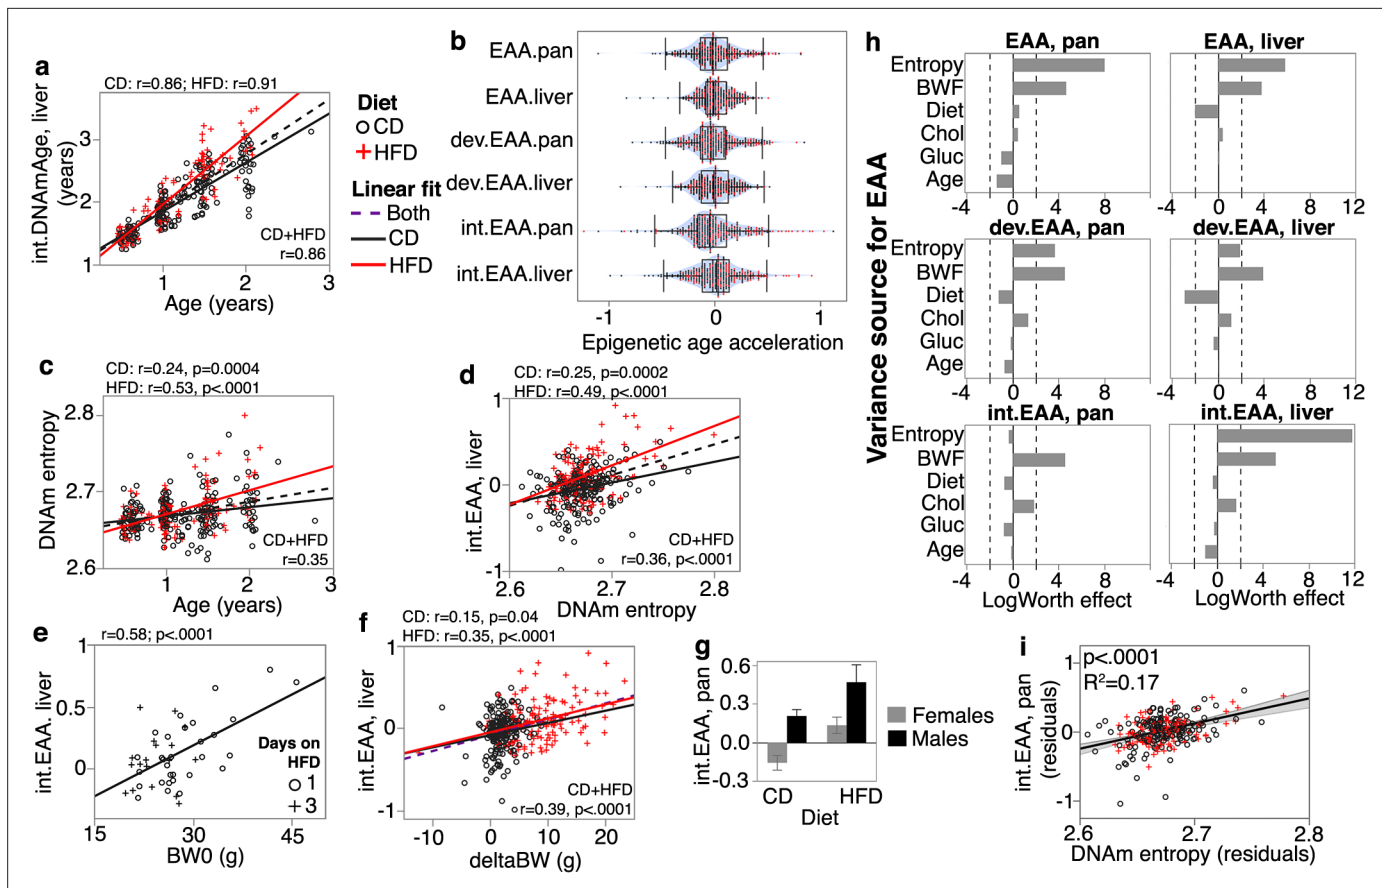 a
CD: r=0.86; HFD: r=0.91
int.DNAmAge, liver
(years)
3
2
1
1
2
3
Age (years)
CD+HFD
r=0.86
Diet
CD
HFD
Linear fit
Both
CD
HFD
b
EAA.pan
EAA.liver
dev.EAA.pan
dev.EAA.liver
int.EAA.pan
int.EAA.liver
-1
0
1
Epigenetic age acceleration
c
CD: r=0.24, p=0.0004
HFD: r=0.53, p<.0001
DNAm entropy
2.8
2.7
2.6
1
2
3
Age (years)
CD+HFD
r=0.35
d
CD: r=0.25, p=0.0002
HFD: r=0.49, p<.0001
int.EAA, liver
1
0
-1
2.6
2.7
2.8
DNAm entropy
CD+HFD
r=0.36, p<.0001
e
r=0.58; p<.0001
int.EAA. liver
1
0.5
0
15
30
45
BW0 (g)
Days on
HFD
1
3
f
CD: r=0.15, p=0.04
HFD: r=0.35, p<.0001
int.EAA, liver
1
0
-1
-10
0
10
20
deltaBW (g)
CD+HFD
r=0.39, p<.0001
g
int.EAA, pan
0.6
0.3
0.0
-0.3
CD
HFD
Diet
Females
Males
h
Variance source for EAA
EAA, pan
EAA, liver
Entropy
BWF
Diet
Chol
Gluc
Age
-4
0
4
8
-4
0
4
8
12
dev.EAA, pan
dev.EAA, liver
Entropy
BWF
Diet
Chol
Gluc
Age
-4
0
4
8
-4
0
4
8
12
int.EAA, pan
int.EAA, liver
Entropy
BWF
Diet
Chol
Gluc
Age
-4
0
4
8
-4
0
4
8
12
LogWorth effect
LogWorth effect
i
p<.0001
R²=0.17
int.EAA, pan
(residuals)
1
0
-1
2.6
2.7
2.8
DNAm entropy (residuals)